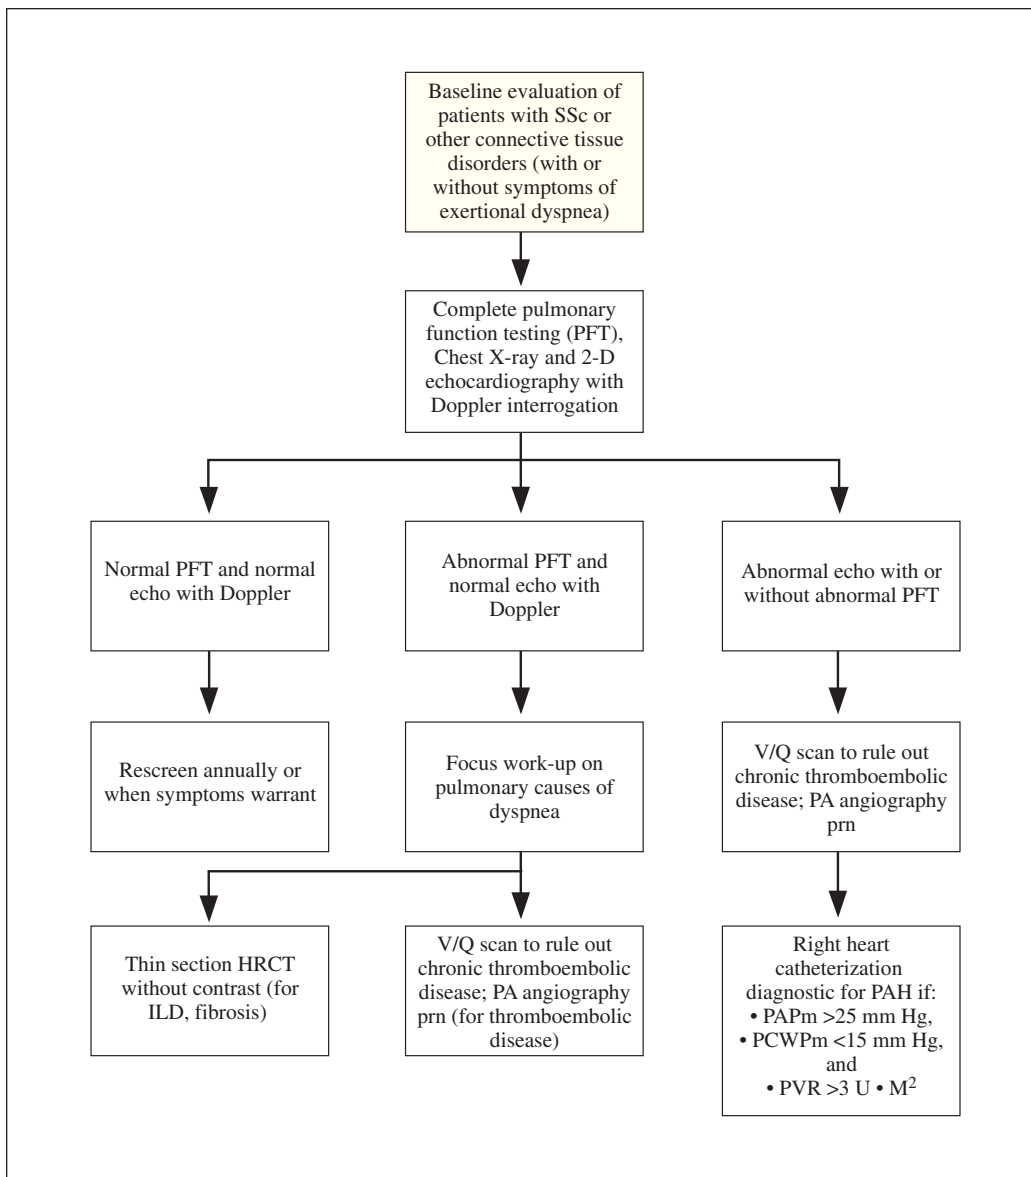 Baseline evaluation of
patients with SSc or
other connective tissue
disorders (with or
without symptoms of
exertional dyspnea)
Complete pulmonary
function testing (PFT),
Chest X-ray and 2-D
echocardiography with
Doppler interrogation
Normal PFT and normal
echo with Doppler
Abnormal PFT and
normal echo with
Doppler
Abnormal echo with or
without abnormal PFT
Rescreen annually or
when symptoms warrant
Focus work-up on
pulmonary causes of
dyspnea
V/Q scan to rule out
chronic thromboembolic
disease; PA angiography
prn
Thin section HRCT
without contrast (for
ILD, fibrosis)
V/Q scan to rule out
chronic thromboembolic
disease; PA angiography
prn (for thromboembolic
disease)
Right heart
catheterization
diagnostic for PAH if:
• PAPm >25 mm Hg,
• PCWPm <15 mm Hg,
and
• PVR >3 U • M²